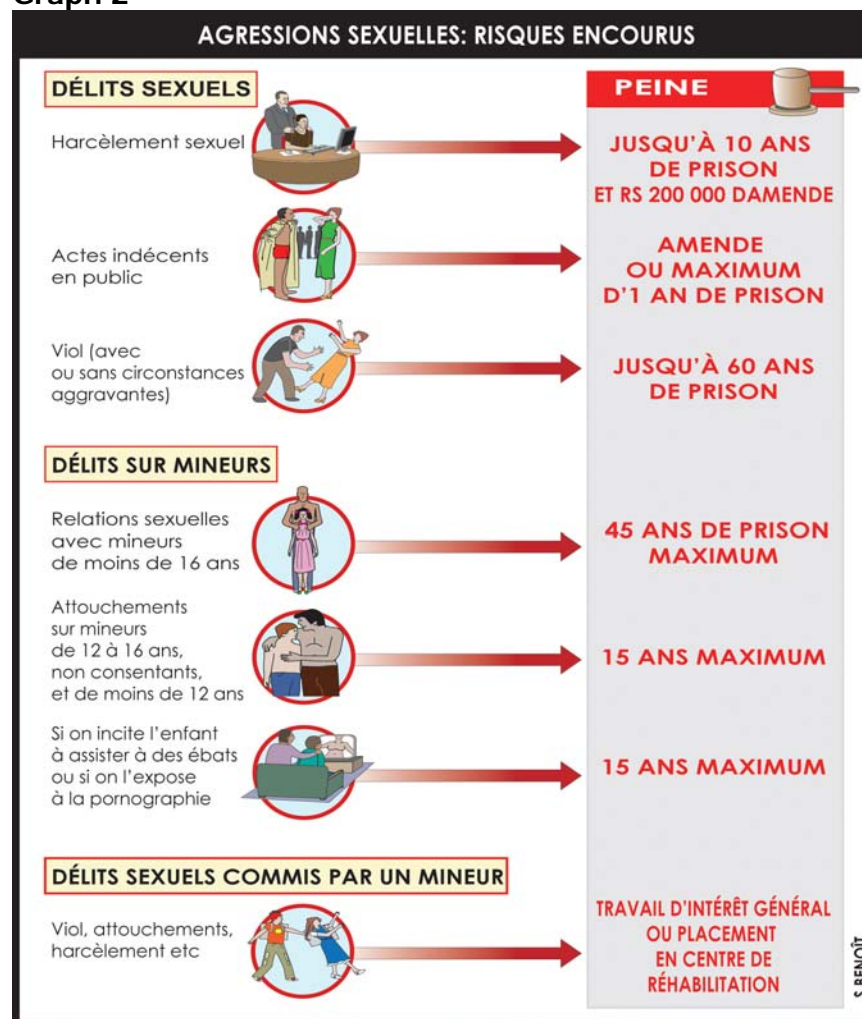 Graph 2
AGRESSIONS SEXUELLES: RISQUES ENCOURUS
DÉLITS SEXUELS
PEINE
Harcèlement sexuel
JUSQU'À 10 ANS
DE PRISON
ET RS 200 000 DAMENDE
Actes indécents
en public
AMENDE
OU MAXIMUM
D'1 AN DE PRISON
Viol (avec
ou sans circonstances
aggravantes)
JUSQU'À 60 ANS
DE PRISON
DÉLITS SUR MINEURS
Relations sexuelles
avec mineurs
de moins de 16 ans
45 ANS DE PRISON
MAXIMUM
Attouchements
sur mineurs
de 12 à 16 ans,
non consentants,
et de moins de 12 ans
15 ANS MAXIMUM
Si on incite l'enfant
à assister à des ébats
ou si on l'expose
à la pornographie
15 ANS MAXIMUM
DÉLITS SEXUELS COMMIS PAR UN MINEUR
Viol, attouchements,
harcèlement etc
TRAVAIL D'INTÉRÊT GÉNÉRAL
OU PLACEMENT
EN CENTRE DE
RÉHABILITATION
S.BENOÎT